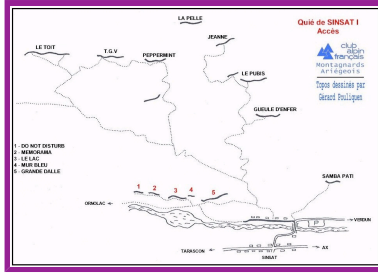 LA PELLE
Quié de SINSAT I
Accès
JEANNE
LE TOIT
T.G.V
PEPPERMINT
club
alpin
français
Montagnards
Ariégeois
Topos dessinés par
Gérard Pouliquen
LE PUBIS
GUEULE D'ENFER
1 - DO NOT DISTURB
2 - MEMORAMA
3 - LE LAC
4 - MUR BLEU
5 - GRANDE DALLE
SAMBA PATI
1
2
3
4
5
ORNOLAC
P
VERDUN
TARASCON
AX
SINSAT